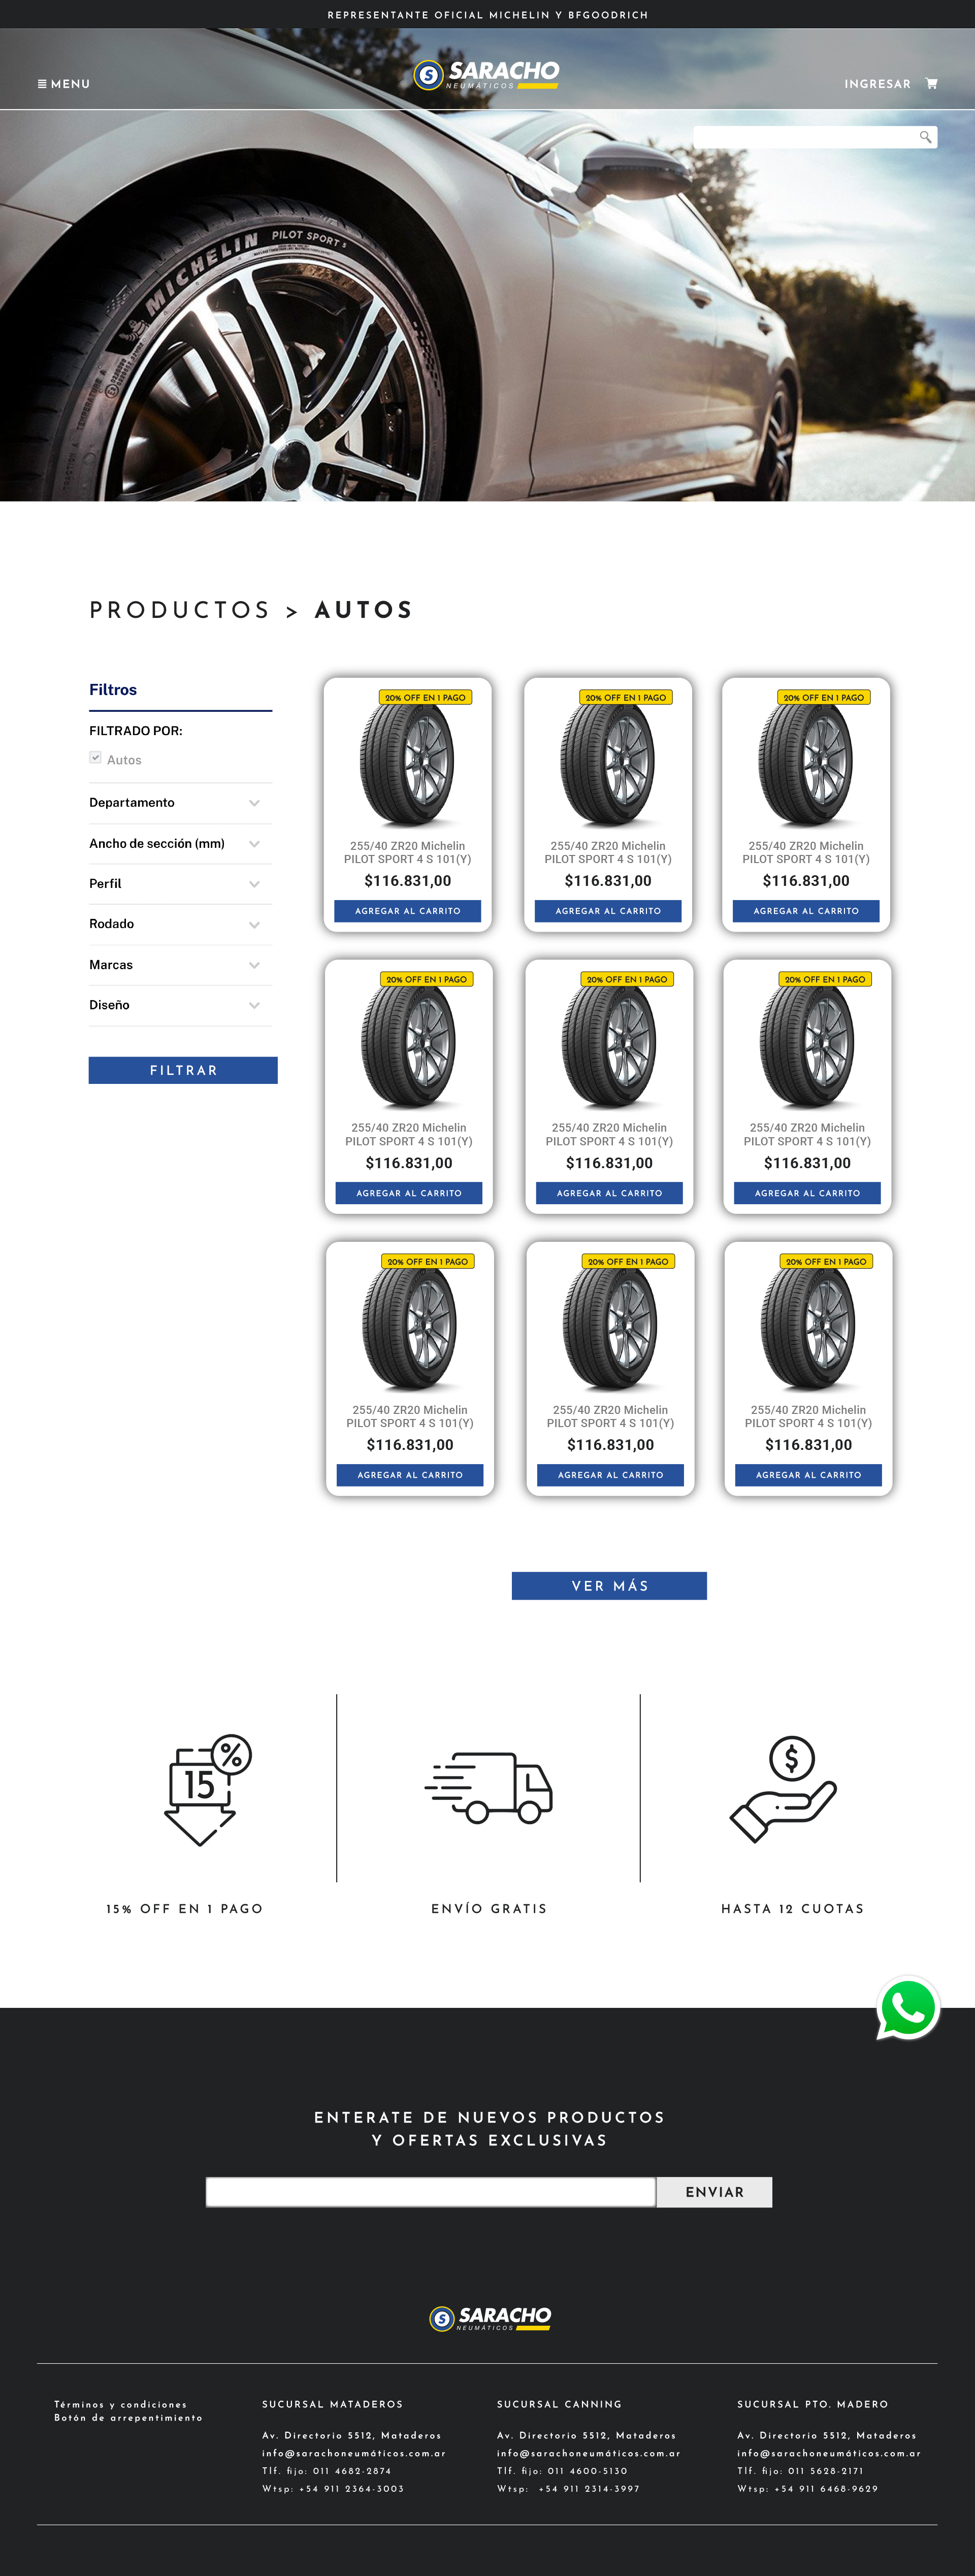 REPRESENTANTE OFICIAL MICHELIN Y BFGOODRICH
MENU
S SARACHO
NEUMÁTICOS
INGRESAR
MICHELIN PILOT SPORT 5
PRODUCTOS > AUTOS
Filtros
FILTRADO POR:
Autos
Departamento
Ancho de sección (mm)
Perfil
Rodado
Marcas
Diseño
FILTRAR
20% OFF EN 1 PAGO
255/40 ZR20 Michelin
PILOT SPORT 4 S 101(Y)
$116.831,00
AGREGAR AL CARRITO
20% OFF EN 1 PAGO
255/40 ZR20 Michelin
PILOT SPORT 4 S 101(Y)
$116.831,00
AGREGAR AL CARRITO
20% OFF EN 1 PAGO
255/40 ZR20 Michelin
PILOT SPORT 4 S 101(Y)
$116.831,00
AGREGAR AL CARRITO
20% OFF EN 1 PAGO
255/40 ZR20 Michelin
PILOT SPORT 4 S 101(Y)
$116.831,00
AGREGAR AL CARRITO
20% OFF EN 1 PAGO
255/40 ZR20 Michelin
PILOT SPORT 4 S 101(Y)
$116.831,00
AGREGAR AL CARRITO
20% OFF EN 1 PAGO
255/40 ZR20 Michelin
PILOT SPORT 4 S 101(Y)
$116.831,00
AGREGAR AL CARRITO
20% OFF EN 1 PAGO
255/40 ZR20 Michelin
PILOT SPORT 4 S 101(Y)
$116.831,00
AGREGAR AL CARRITO
20% OFF EN 1 PAGO
255/40 ZR20 Michelin
PILOT SPORT 4 S 101(Y)
$116.831,00
AGREGAR AL CARRITO
20% OFF EN 1 PAGO
255/40 ZR20 Michelin
PILOT SPORT 4 S 101(Y)
$116.831,00
AGREGAR AL CARRITO
VER MÁS
15 %
$
15% OFF EN 1 PAGO
ENVÍO GRATIS
HASTA 12 CUOTAS
ENTERATE DE NUEVOS PRODUCTOS
Y OFERTAS EXCLUSIVAS
ENVIAR
S SARACHO
NEUMÁTICOS
Términos y condiciones
Botón de arrepentimiento
SUCURSAL MATADEROS
Av. Directorio 5512, Mataderos
info@sarachoneumáticos.com.ar
Tlf. fijo: 011 4682-2874
Wtsp: +54 911 2364-3003
SUCURSAL CANNING
Av. Directorio 5512, Mataderos
info@sarachoneumáticos.com.ar
Tlf. fijo: 011 4600-5130
Wtsp: +54 911 2314-3997
SUCURSAL PTO. MADERO
Av. Directorio 5512, Mataderos
info@sarachoneumáticos.com.ar
Tlf. fijo: 011 5628-2171
Wtsp: +54 911 6468-9629